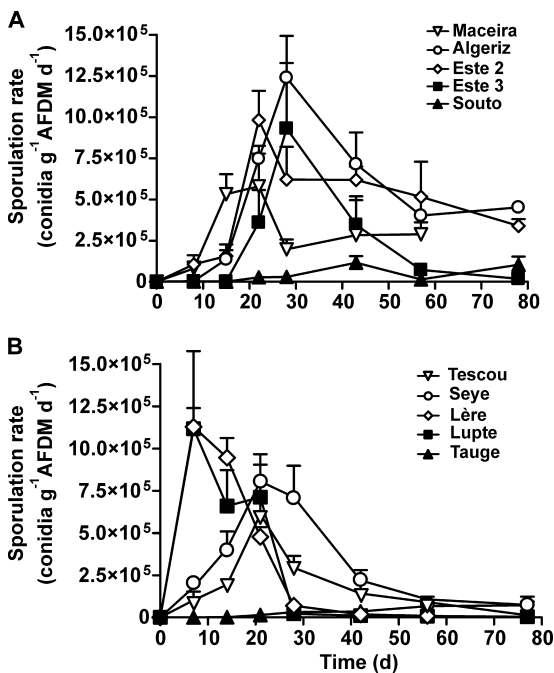 A
Sporulation rate
(conidia g⁻¹ AFDM d⁻¹)
15.0×10⁵
12.5×10⁵
10.0×10⁵
7.5×10⁵
5.0×10⁵
2.5×10⁵
0
0 10 20 30 40 50 60 70 80
Maceira
Algeriz
Este 2
Este 3
Souto
B
Sporulation rate
(conidia g⁻¹ AFDM d⁻¹)
15.0×10⁵
12.5×10⁵
10.0×10⁵
7.5×10⁵
5.0×10⁵
2.5×10⁵
0
0 10 20 30 40 50 60 70 80
Time (d)
Tescou
Seye
Lère
Lupte
Tauge